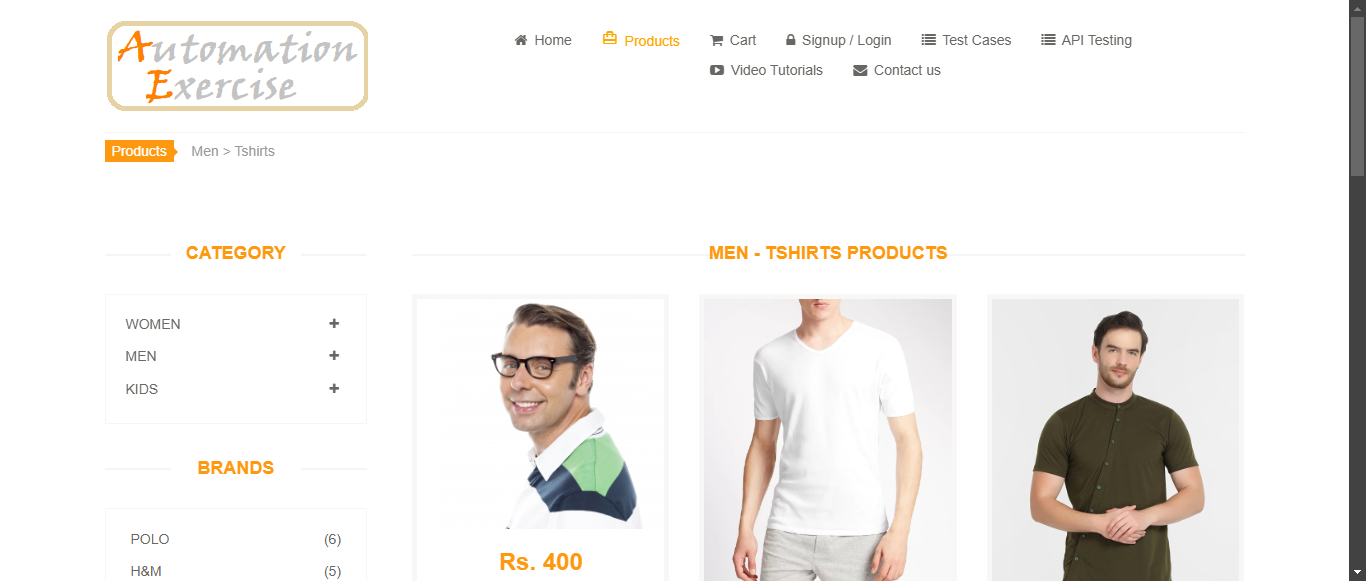 Automation
Exercise
Home
Products
Cart
Signup / Login
Test Cases
API Testing
Video Tutorials
Contact us
Products
Men > Tshirts
CATEGORY
WOMEN
MEN
KIDS
BRANDS
POLO (6)
H&M (5)
MEN - TSHIRTS PRODUCTS
Rs. 400